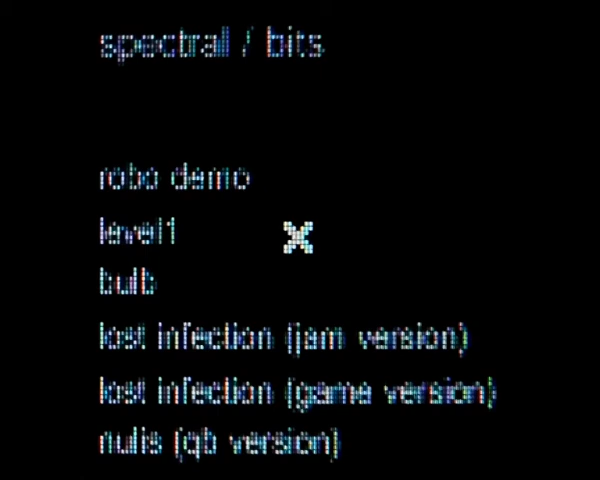 spectrall / bits
robo demo
level1
bulb
lost infection (jam version)
lost infection (game version)
nulis (qb version)